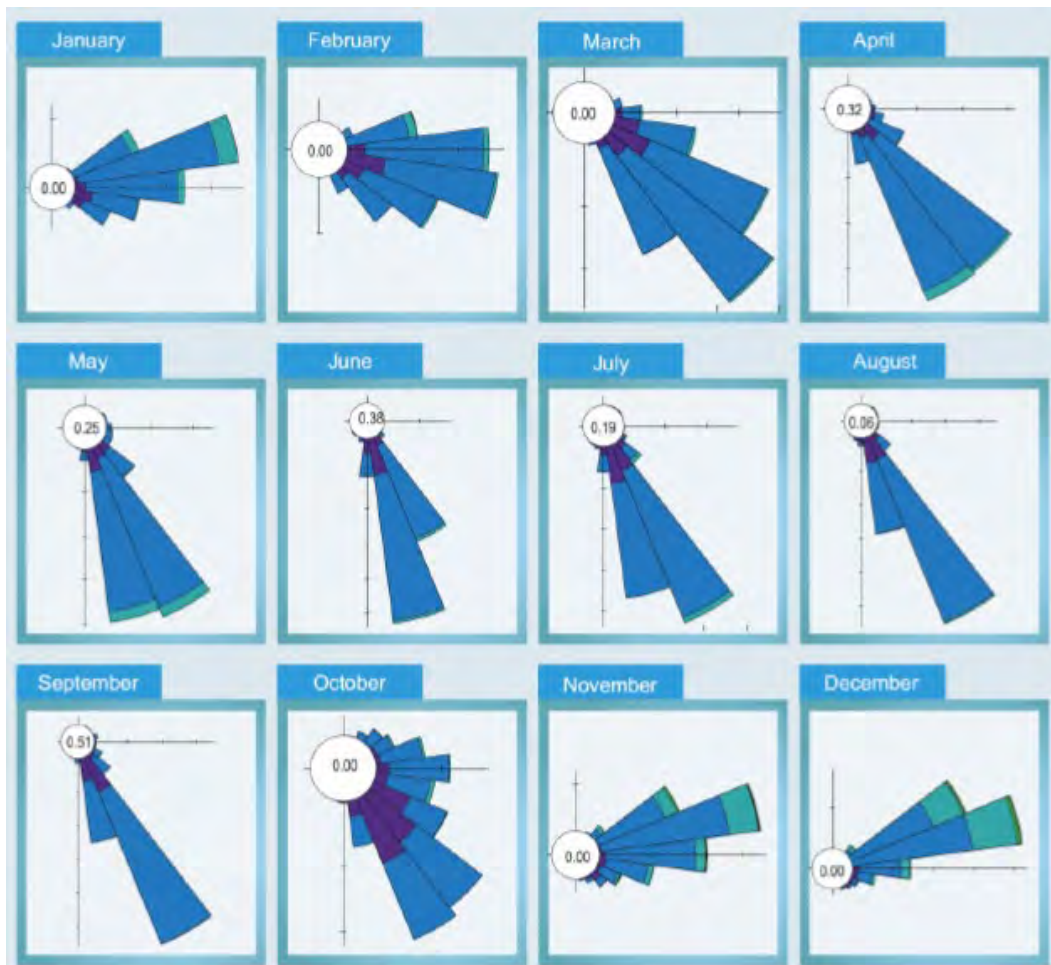 January
February
March
April
0.00
0.00
0.00
0.32
May
June
July
August
0.25
0.38
0.19
0.06
September
October
November
December
0.51
0.00
0.00
0.00